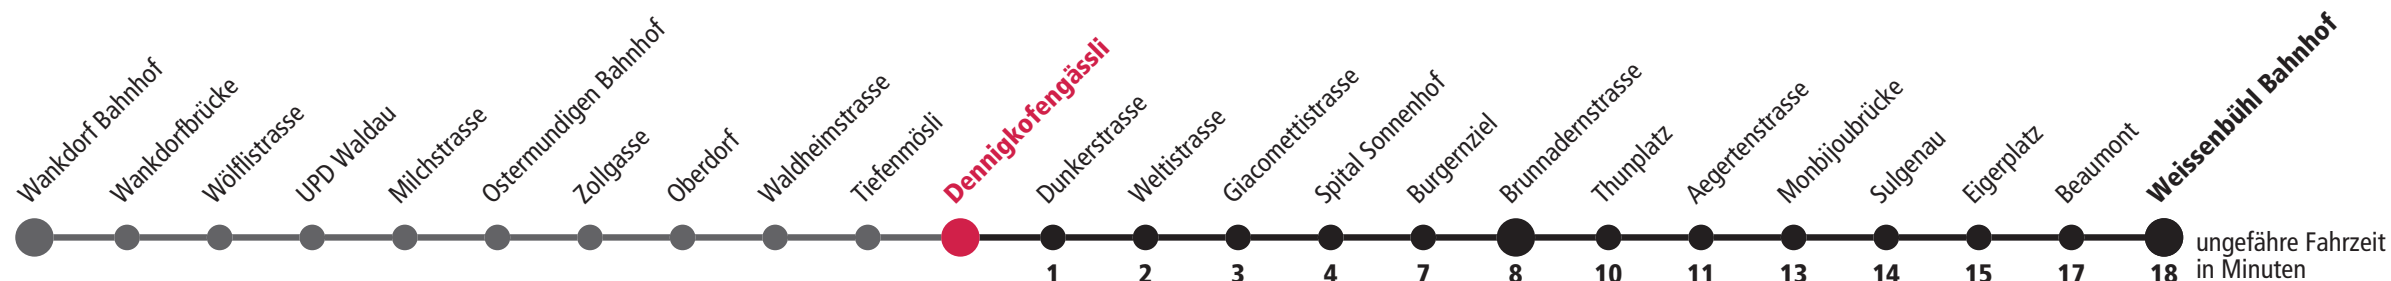 Wankdorf Bahnhof
Wankdorfbrücke
Wölflistrasse
UPD Waldau
Milchstrasse
Ostermundigen Bahnhof
Zollgasse
Oberdorf
Waldheimstrasse
Tiefenmösli
Dennigkofengässli
Dunkerstrasse
Weltistrasse
Giacomettistrasse
Spital Sonnenhof
Burgernziel
Brunnadernstrasse
Thunplatz
Aegertenstrasse
Monbijoubrücke
Sulgenau
Eigerplatz
Beaumont
Weissenbühl Bahnhof
1 2 3 4 7 8 10 11 13 14 15 17 18
ungefähre Fahrzeit
in Minuten